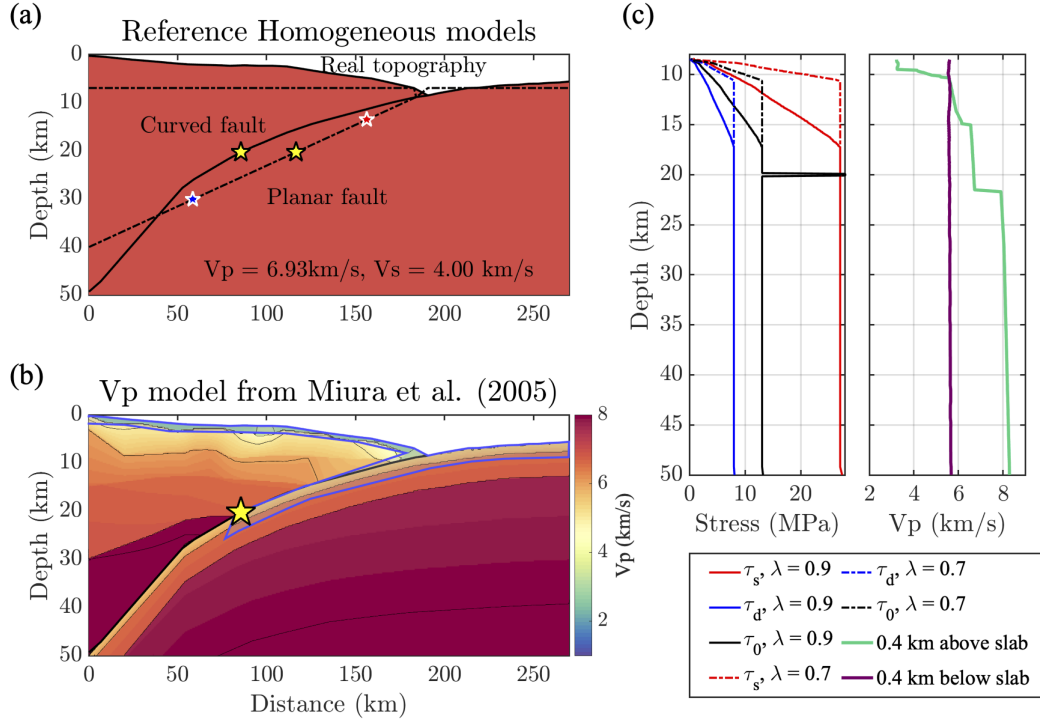 (a)
Reference Homogeneous models
0
10
20
30
40
50
Depth (km)
Real topography
Curved fault
Planar fault
Vp = 6.93km/s, Vs = 4.00 km/s
0
50
100
150
200
250
(b)
Vp model from Miura et al. (2005)
0
10
20
30
40
50
Depth (km)
0
50
100
150
200
250
Distance (km)
8
6
4
2
Vp (km/s)
(c)
5
10
15
20
25
30
35
40
45
50
Depth (km)
0
10
20
Stress (MPa)
2
4
6
8
Vp (km/s)
τs, λ = 0.9
τd, λ = 0.9
τ0, λ = 0.9
τs, λ = 0.7
τd, λ = 0.7
τ0, λ = 0.7
0.4 km above slab
0.4 km below slab